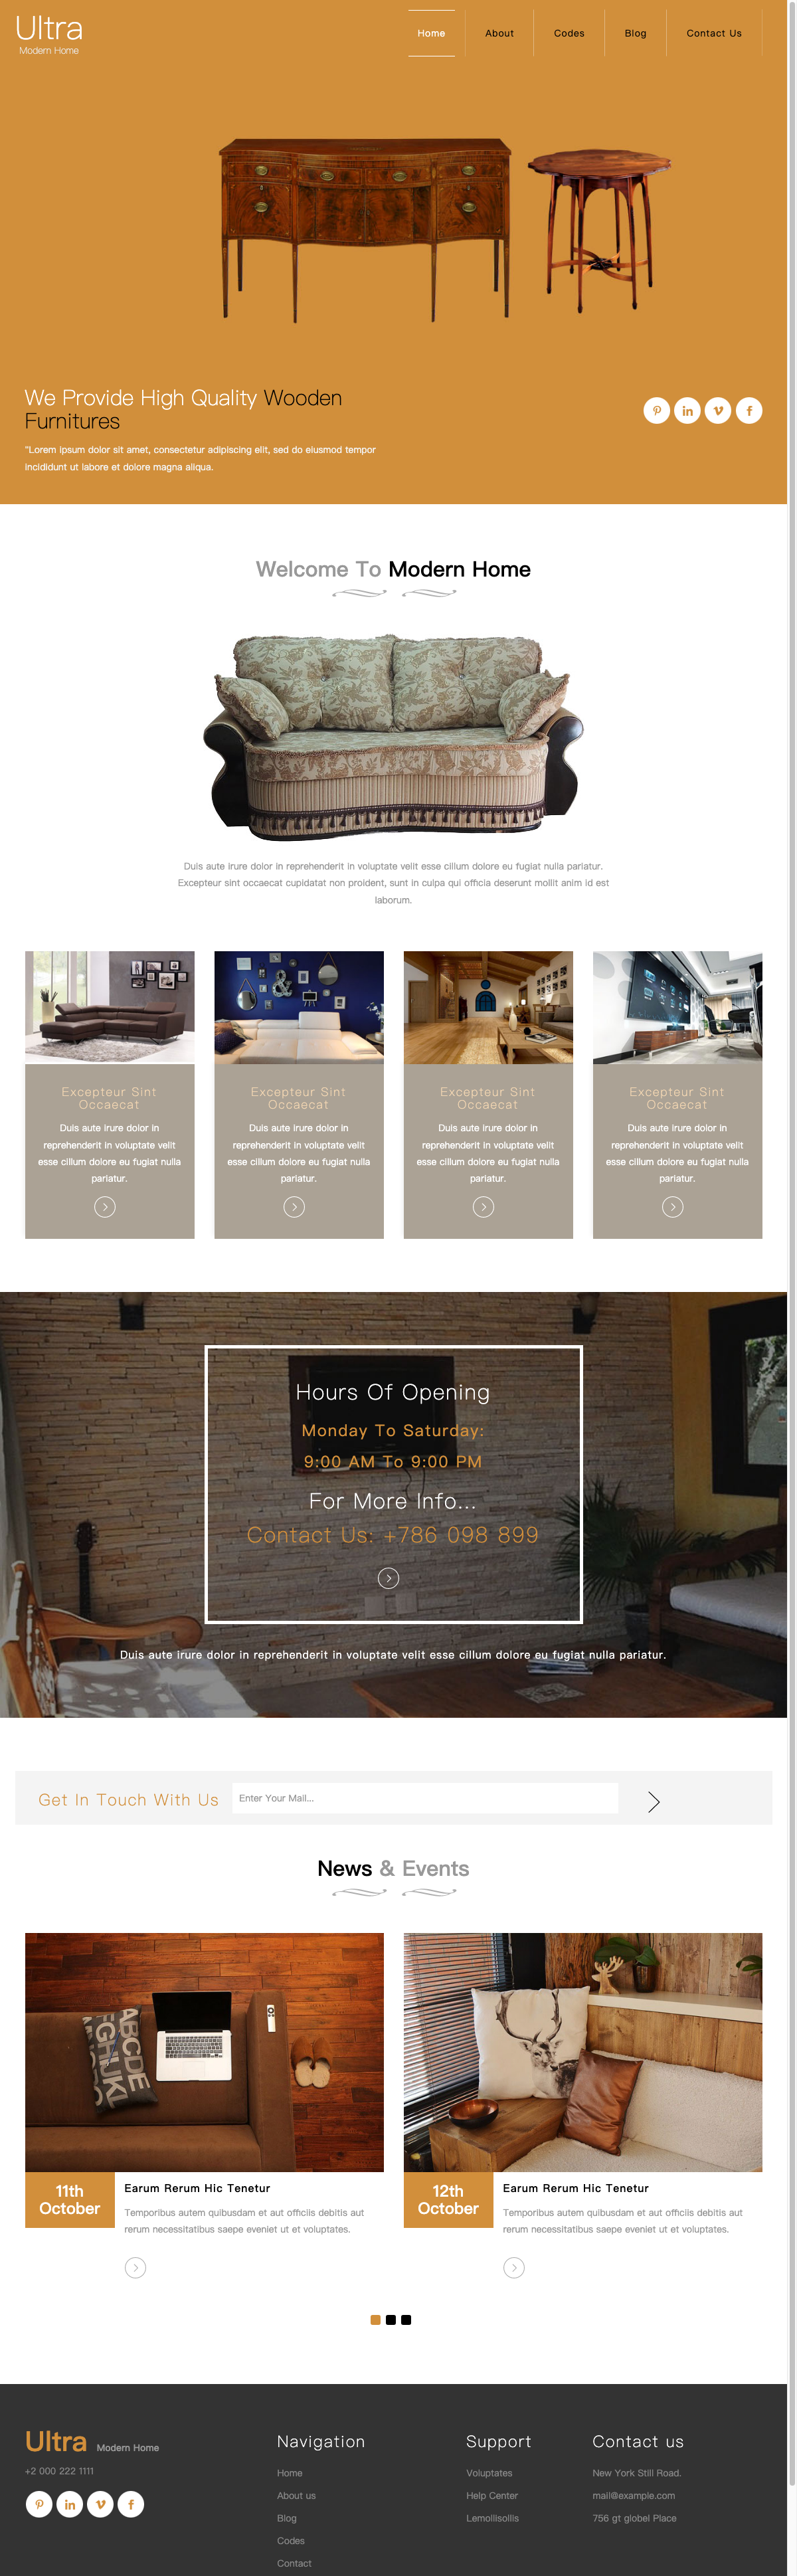 Ultra
Modern Home
Home
About
Codes
Blog
Contact Us
We Provide High Quality Wooden
Furnitures
"Lorem ipsum dolor sit amet, consectetur adipiscing elit, sed do eiusmod tempor
incididunt ut labore et dolore magna aliqua.
Welcome To Modern Home
Duis aute irure dolor in reprehenderit in voluptate velit esse cillum dolore eu fugiat nulla pariatur.
Excepteur sint occaecat cupidatat non proident, sunt in culpa qui officia deserunt mollit anim id est
laborum.
Excepteur Sint
Occaecat
Duis aute irure dolor in
reprehenderit in voluptate velit
esse cillum dolore eu fugiat nulla
pariatur.
Excepteur Sint
Occaecat
Duis aute irure dolor in
reprehenderit in voluptate velit
esse cillum dolore eu fugiat nulla
pariatur.
Excepteur Sint
Occaecat
Duis aute irure dolor in
reprehenderit in voluptate velit
esse cillum dolore eu fugiat nulla
pariatur.
Excepteur Sint
Occaecat
Duis aute irure dolor in
reprehenderit in voluptate velit
esse cillum dolore eu fugiat nulla
pariatur.
Hours Of Opening
Monday To Saturday:
9:00 AM To 9:00 PM
For More Info...
Contact Us: +786 098 899
Duis aute irure dolor in reprehenderit in voluptate velit esse cillum dolore eu fugiat nulla pariatur.
Get In Touch With Us
Enter Your Mail...
News & Events
11th
October
Earum Rerum Hic Tenetur
Temporibus autem quibusdam et aut officiis debitis aut
rerum necessitatibus saepe eveniet ut et voluptates.
12th
October
Earum Rerum Hic Tenetur
Temporibus autem quibusdam et aut officiis debitis aut
rerum necessitatibus saepe eveniet ut et voluptates.
Ultra Modern Home
+2 000 222 1111
Navigation
Home
About us
Blog
Codes
Contact
Support
Voluptates
Help Center
Lemollisollis
Contact us
New York Still Road.
mail@example.com
756 gt globel Place